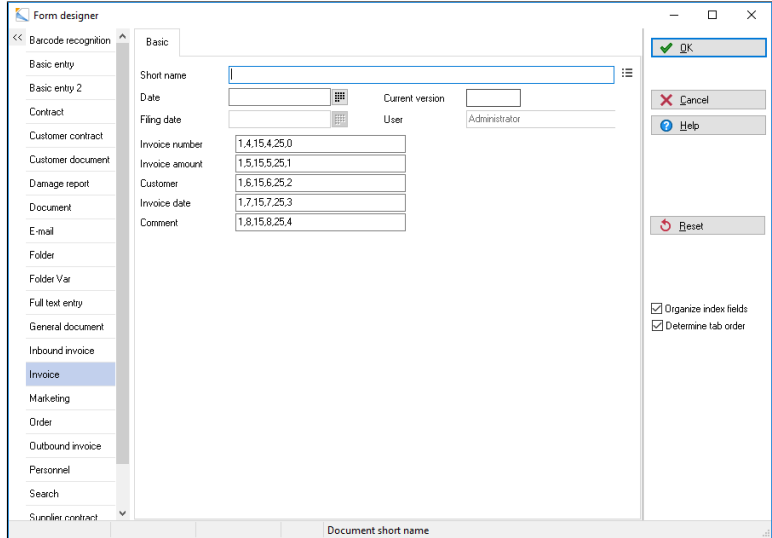 Form designer
<<
Barcode recognition
Basic entry
Basic entry 2
Contract
Customer contract
Customer document
Damage report
Document
E-mail
Folder
Folder Var
Full text entry
General document
Inbound invoice
Invoice
Marketing
Order
Outbound invoice
Personnel
Search
Supplier contract
Basic
Short name
Date
Current version
Filing date
User Administrator
Invoice number 1,4,15,4,25,0
Invoice amount 1,5,15,5,25,1
Customer 1,6,15,6,25,2
Invoice date 1,7,15,7,25,3
Comment 1,8,15,8,25,4
OK
Cancel
Help
Reset
Organize index fields
Determine tab order
Document short name